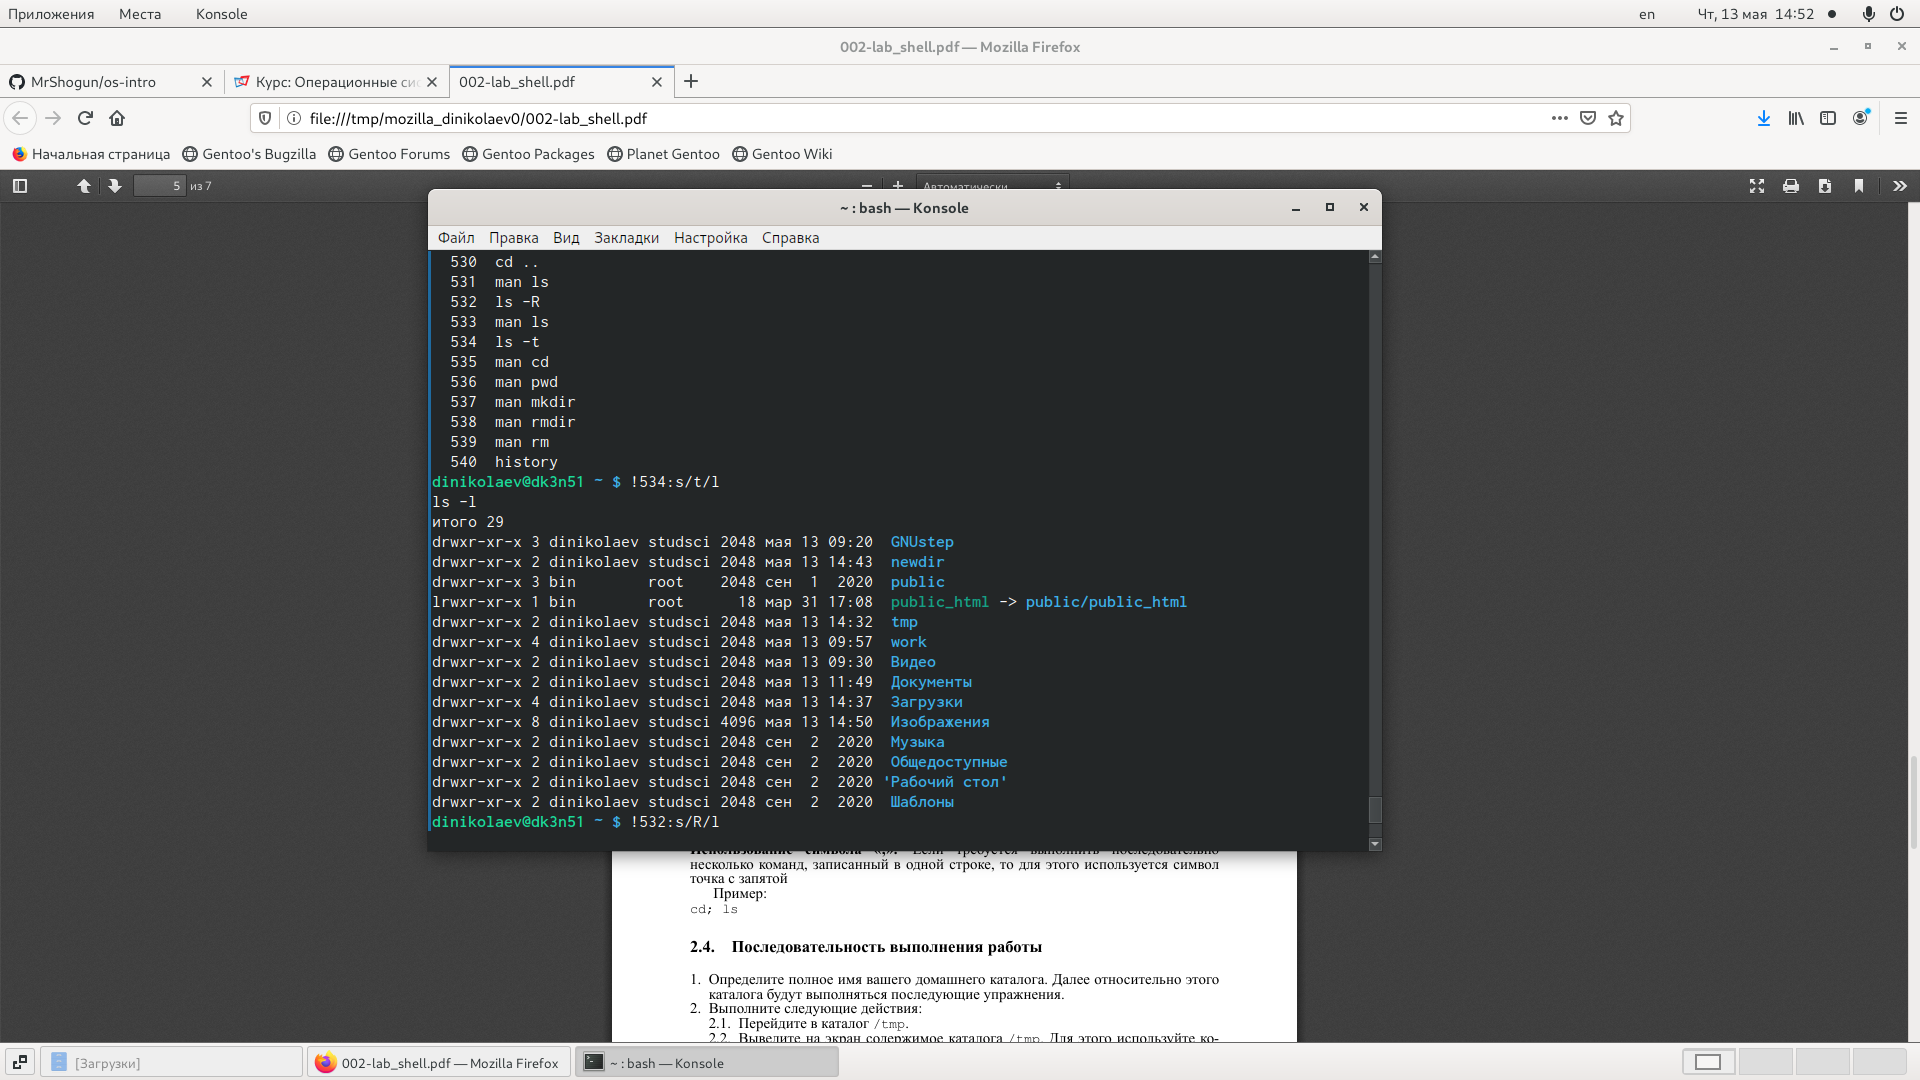 Приложения Места Konsole en Чт, 13 мая 14:52
002-lab_shell.pdf — Mozilla Firefox
MrShogun/os-intro Курс: Операционные си 002-lab_shell.pdf
file:///tmp/mozilla_dinikolaev0/002-lab_shell.pdf
Начальная страница Gentoo's Bugzilla Gentoo Forums Gentoo Packages Planet Gentoo Gentoo Wiki
5 из 7 Автоматически
~ : bash — Konsole
Файл Правка Вид Закладки Настройка Справка
530 cd ..
531 man ls
532 ls -R
533 man ls
534 ls -t
535 man cd
536 man pwd
537 man mkdir
538 man rmdir
539 man rm
540 history
dinikolaev@dk3n51 ~ $ !534:s/t/l
ls -l
итого 29
drwxr-xr-x 3 dinikolaev studsci 2048 мая 13 09:20 GNUstep
drwxr-xr-x 2 dinikolaev studsci 2048 мая 13 14:43 newdir
drwxr-xr-x 3 bin root 2048 сен 1 2020 public
lrwxr-xr-x 1 bin root 18 мар 31 17:08 public_html -> public/public_html
drwxr-xr-x 2 dinikolaev studsci 2048 мая 13 14:32 tmp
drwxr-xr-x 4 dinikolaev studsci 2048 мая 13 09:57 work
drwxr-xr-x 2 dinikolaev studsci 2048 мая 13 09:30 Видео
drwxr-xr-x 2 dinikolaev studsci 2048 мая 13 11:49 Документы
drwxr-xr-x 4 dinikolaev studsci 2048 мая 13 14:37 Загрузки
drwxr-xr-x 8 dinikolaev studsci 4096 мая 13 14:50 Изображения
drwxr-xr-x 2 dinikolaev studsci 2048 сен 2 2020 Музыка
drwxr-xr-x 2 dinikolaev studsci 2048 сен 2 2020 Общедоступные
drwxr-xr-x 2 dinikolaev studsci 2048 сен 2 2020 'Рабочий стол'
drwxr-xr-x 2 dinikolaev studsci 2048 сен 2 2020 Шаблоны
dinikolaev@dk3n51 ~ $ !532:s/R/l
Использование символа «;». Если требуется выполнить последовательно
несколько команд, записанный в одной строке, то для этого используется символ
точка с запятой
Пример:
cd; ls
2.4. Последовательность выполнения работы
1. Определите полное имя вашего домашнего каталога. Далее относительно этого
каталога будут выполняться последующие упражнения.
2. Выполните следующие действия:
2.1. Перейдите в каталог /tmp.
2.2. Выведите на экран содержимое каталога /tmp. Для этого используйте ко-
[Загрузки] 002-lab_shell.pdf — Mozilla Firefox ~ : bash — Konsole